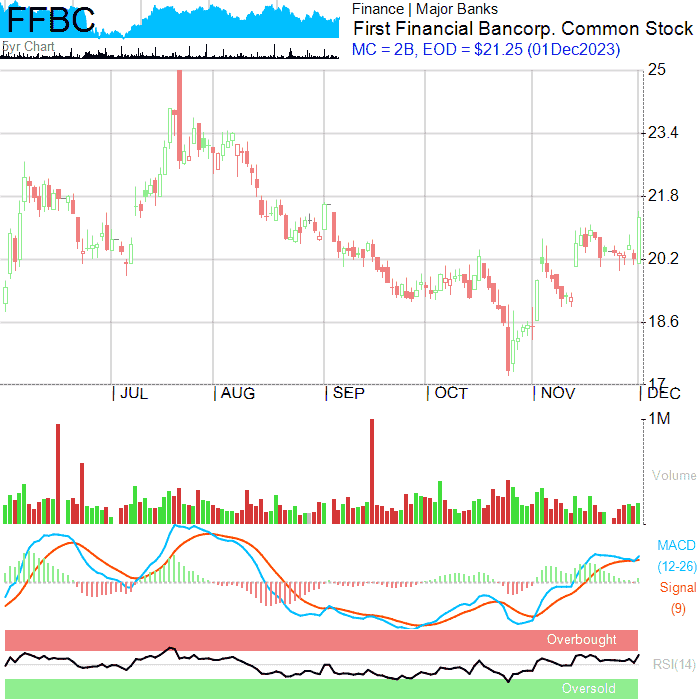 FFBC
5yr Chart
Finance | Major Banks
First Financial Bancorp. Common Stock
MC = 2B, EOD = $21.25 (01Dec2023)
25
23.4
21.8
20.2
18.6
17
| JUL | AUG | SEP | OCT | NOV | DEC
1M
Volume
MACD
(12-26)
Signal
(9)
Overbought
RSI(14)
Oversold